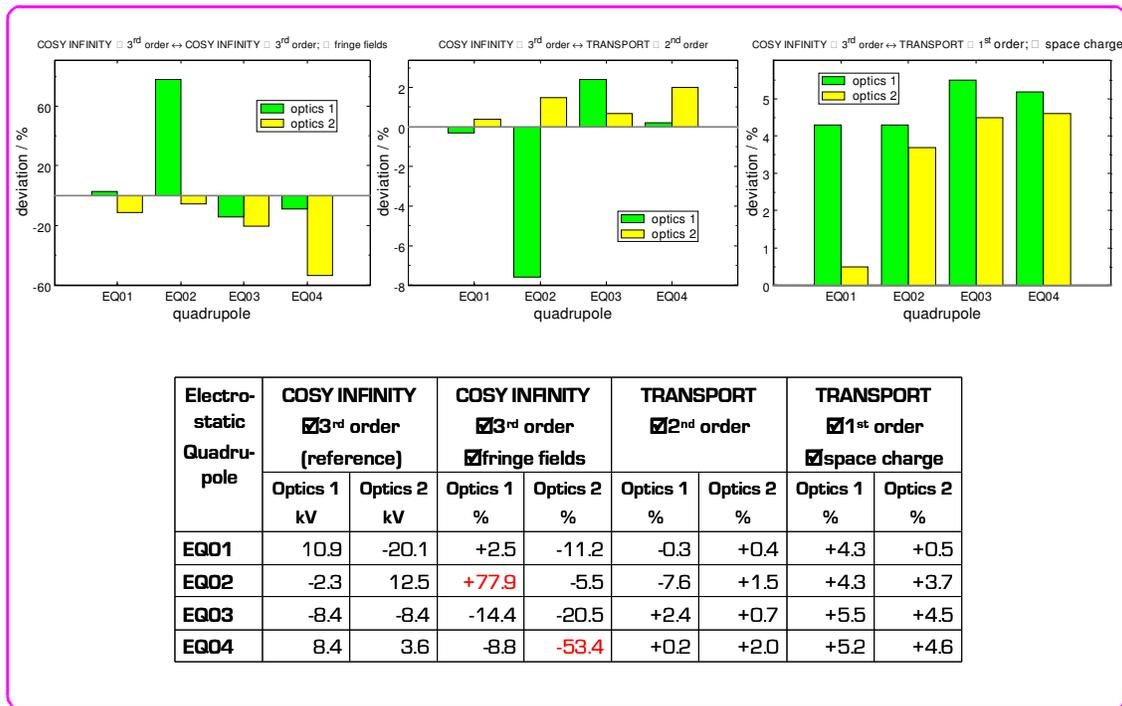 COSY INFINITY □ 3rd order ↔ COSY INFINITY □ 3rd order; □ fringe fields
deviation / %
60
20
-20
-60
optics 1
optics 2
EQ01 EQ02 EQ03 EQ04
quadrupole
COSY INFINITY □ 3rd order ↔ TRANSPORT □ 2nd order
deviation / %
2
0
-2
-4
-6
-8
optics 1
optics 2
EQ01 EQ02 EQ03 EQ04
quadrupole
COSY INFINITY □ 3rd order ↔ TRANSPORT □ 1st order; □ space charge
deviation / %
5
4
3
2
1
0
optics 1
optics 2
EQ01 EQ02 EQ03 EQ04
quadrupole
Electro- COSY INFINITY COSY INFINITY TRANSPORT TRANSPORT
static ☑3rd order ☑3rd order ☑2nd order ☑1st order
Quadru- (reference) ☑fringe fields ☑space charge
pole Optics 1 Optics 2 Optics 1 Optics 2 Optics 1 Optics 2 Optics 1 Optics 2
kV kV % % % % % %
EQ01 10.9 -20.1 +2.5 -11.2 -0.3 +0.4 +4.3 +0.5
EQ02 -2.3 12.5 +77.9 -5.5 -7.6 +1.5 +4.3 +3.7
EQ03 -8.4 -8.4 -14.4 -20.5 +2.4 +0.7 +5.5 +4.5
EQ04 8.4 3.6 -8.8 -53.4 +0.2 +2.0 +5.2 +4.6